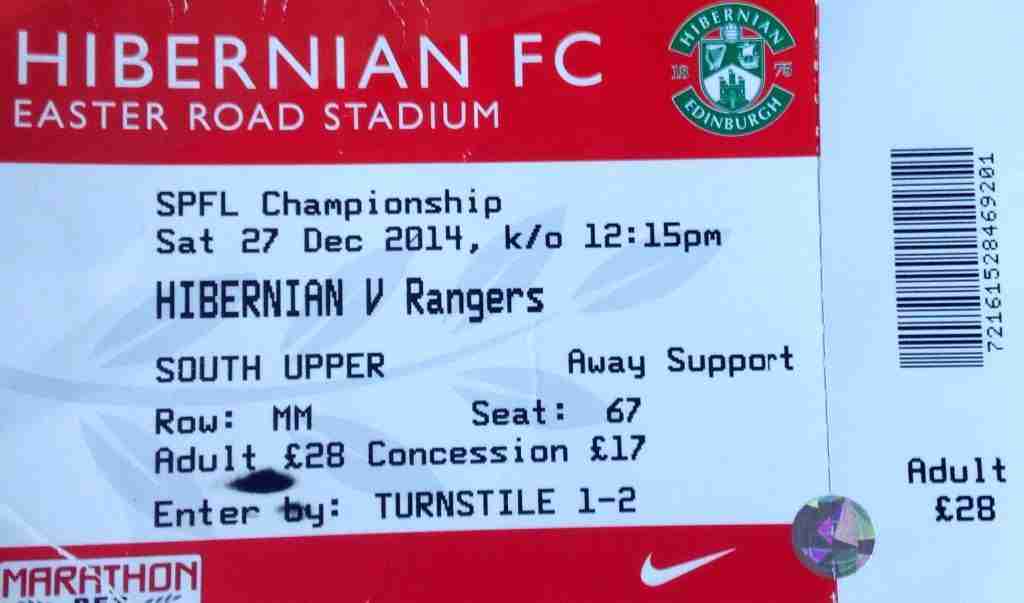 HIBERNIAN FC
EASTER ROAD STADIUM
HIBERNIAN
18 75
EDINBURGH
SPFL Championship
Sat 27 Dec 2014, k/o 12:15pm
HIBERNIAN V Rangers
SOUTH UPPER Away Support
Row: MM Seat: 67
Adult £28 Concession £17
Enter by: TURNSTILE 1-2
MARATHON
BET
72161528469201
Adult
£28